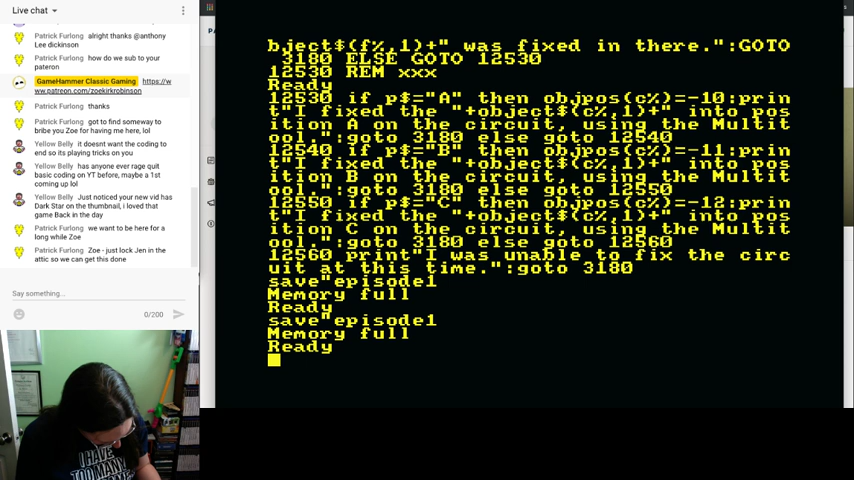 Live chat
Patrick Furlong alright thanks @anthony
Lee dickinson
Patrick Furlong how do we sub to your
pateron
GameHammer Classic Gaming https://w
ww.patreon.com/zoekirkrobinson
Patrick Furlong thanks
Patrick Furlong got to find someway to
bribe you Zoe for having me here, lol
Yellow Belly it doesnt want the coding to
end so its playing tricks on you
Yellow Belly has anyone ever rage quit
basic coding on YT before, maybe a 1st
coming up lol
Yellow Belly Just noticed your new vid has
Dark Star on the thumbnail, i loved that
game Back in the day
Patrick Furlong we want to be here for a
long while Zoe
Patrick Furlong Zoe - just lock Jen in the
attic so we can get this done
Say something...
0/200
bject$(f%,1)+" was fixed in there.":GOTO
3180 ELSE GOTO 12530
12530 REM xxx
Ready
12530 if p$="A" then objpos(c%)=-10:prin
t"I fixed the "+object$(c%,1)+" into pos
ition A on the circuit, using the Multit
ool.":goto 3180 else goto 12540
12540 if p$="B" then objpos(c%)=-11:prin
t"I fixed the "+object$(c%,1)+" into pos
ition B on the circuit, using the Multit
ool.":goto 3180 else goto 12550
12550 if p$="C" then objpos(c%)=-12:prin
t"I fixed the "+object$(c%,1)+" into pos
ition C on the circuit, using the Multit
ool.":goto 3180 else goto 12560
12560 print"I was unable to fix the circ
uit at this time.":goto 3180
save"episode1
Memory full
Ready
save"episode1
Memory full
Ready
I HAVE
TOO MANY